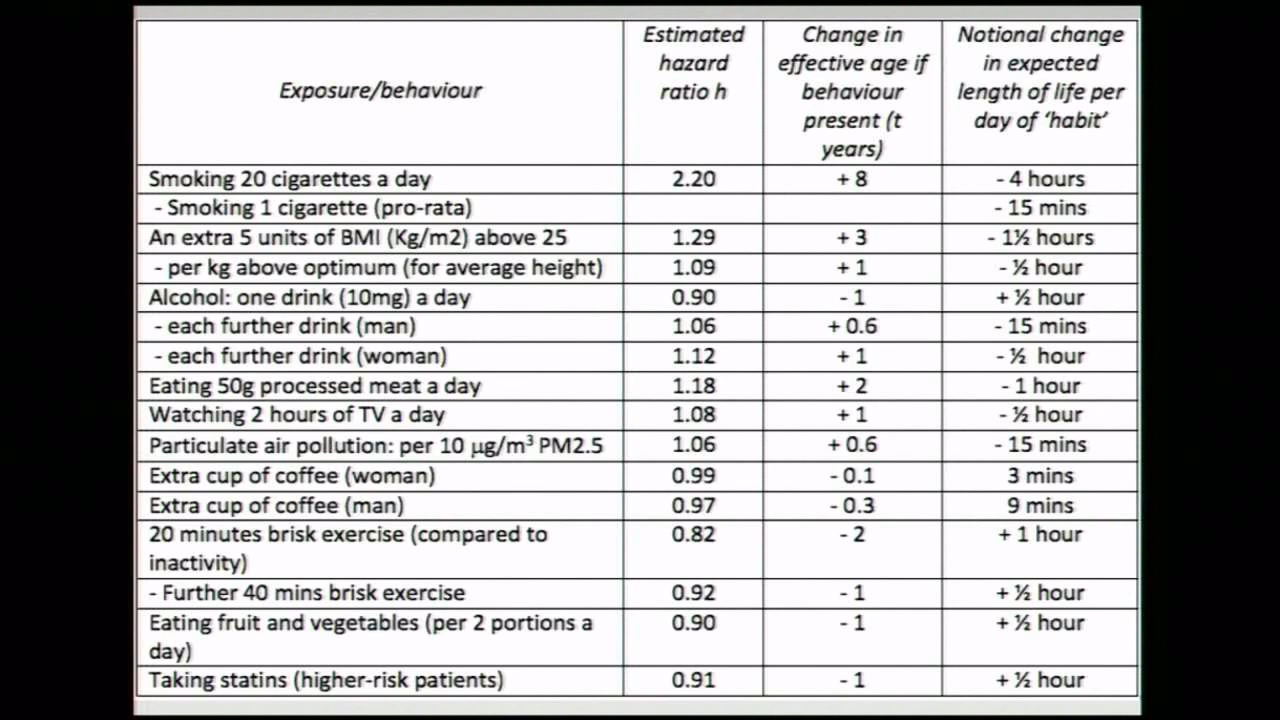 Exposure/behaviour
Estimated
hazard
ratio h
Change in
effective age if
behaviour
present (t
years)
Notional change
in expected
length of life per
day of 'habit'
Smoking 20 cigarettes a day 2.20 + 8 - 4 hours
- Smoking 1 cigarette (pro-rata) - 15 mins
An extra 5 units of BMI (Kg/m2) above 25 1.29 + 3 - 1½ hours
- per kg above optimum (for average height) 1.09 + 1 - ½ hour
Alcohol: one drink (10mg) a day 0.90 - 1 + ½ hour
- each further drink (man) 1.06 + 0.6 - 15 mins
- each further drink (woman) 1.12 + 1 - ½ hour
Eating 50g processed meat a day 1.18 + 2 - 1 hour
Watching 2 hours of TV a day 1.08 + 1 - ½ hour
Particulate air pollution: per 10 µg/m³ PM2.5 1.06 + 0.6 - 15 mins
Extra cup of coffee (woman) 0.99 - 0.1 3 mins
Extra cup of coffee (man) 0.97 - 0.3 9 mins
20 minutes brisk exercise (compared to 0.82 - 2 + 1 hour
inactivity)
- Further 40 mins brisk exercise 0.92 - 1 + ½ hour
Eating fruit and vegetables (per 2 portions a 0.90 - 1 + ½ hour
day)
Taking statins (higher-risk patients) 0.91 - 1 + ½ hour